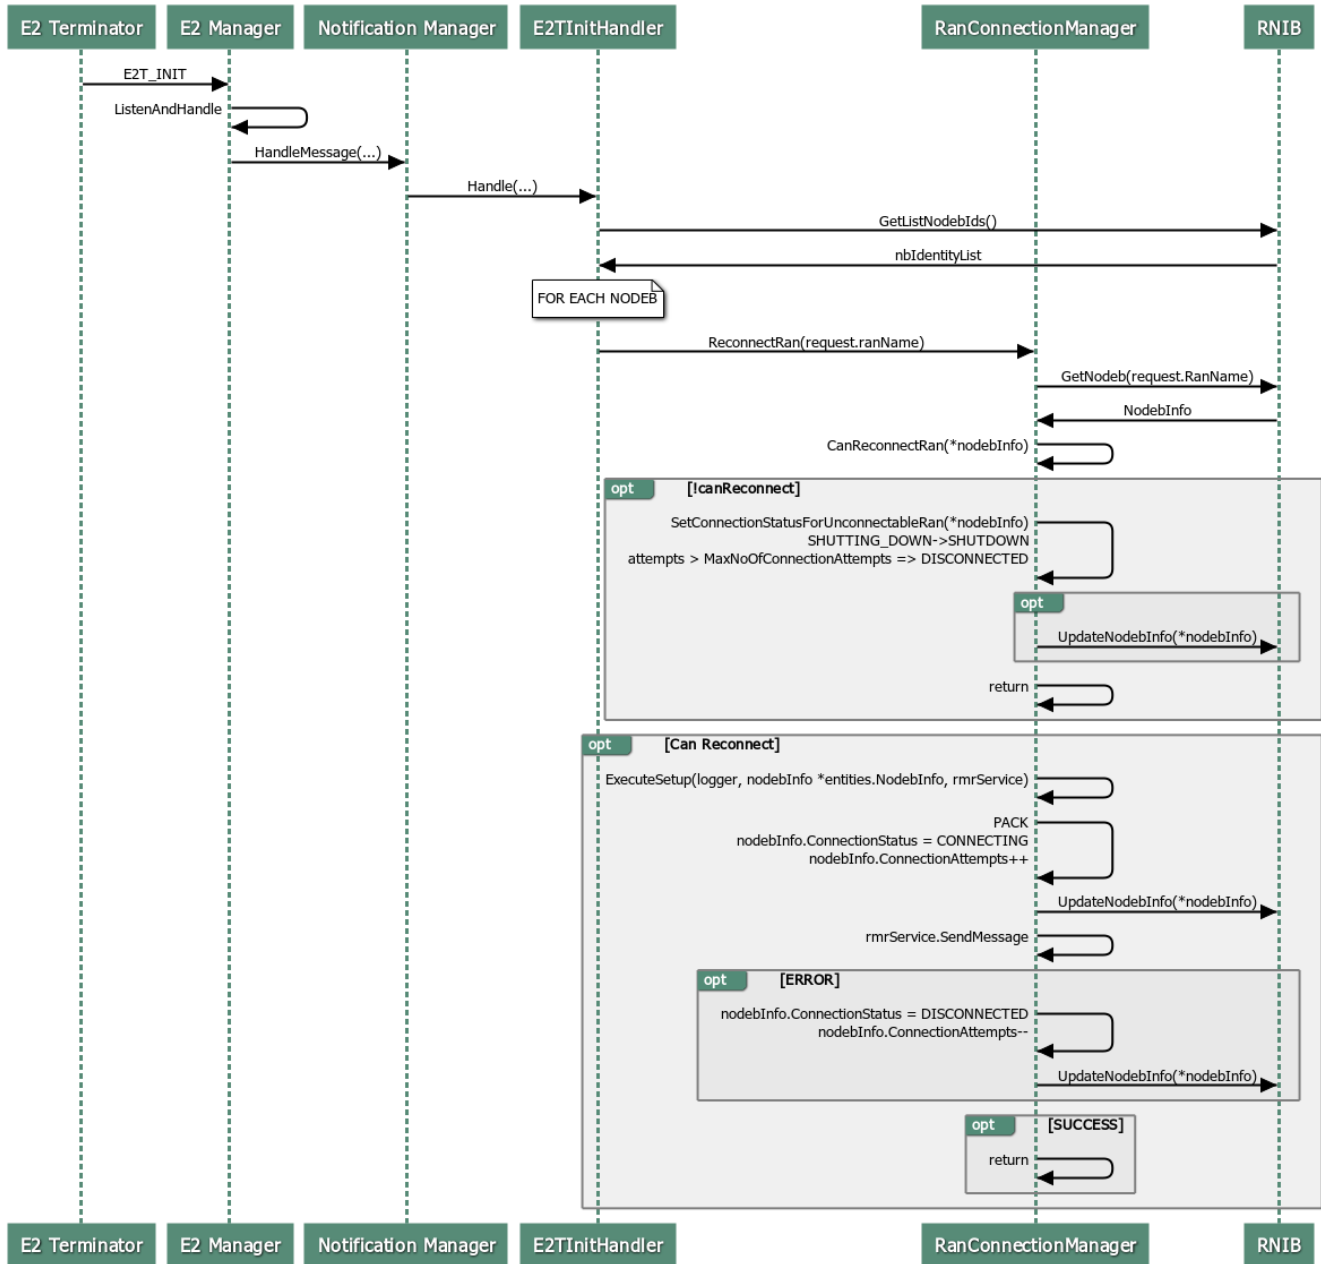 E2 Terminator
E2 Manager
Notification Manager
E2TInitHandler
RanConnectionManager
RNIB
E2T_INIT
ListenAndHandle
HandleMessage(...)
Handle(...)
GetListNodebIds()
nbIdentityList
FOR EACH NODEB
ReconnectRan(request.ranName)
GetNodeb(request.RanName)
NodebInfo
CanReconnectRan(*nodebInfo)
opt
[!canReconnect]
SetConnectionStatusForUnconnectableRan(*nodebInfo)
SHUTTING_DOWN->SHUTDOWN
attempts > MaxNoOfConnectionAttempts => DISCONNECTED
opt
UpdateNodebInfo(*nodebInfo)
return
opt
[Can Reconnect]
ExecuteSetup(logger, nodebInfo *entities.NodebInfo, rmrService)
PACK
nodebInfo.ConnectionStatus = CONNECTING
nodebInfo.ConnectionAttempts++
UpdateNodebInfo(*nodebInfo)
rmrService.SendMessage
opt
[ERROR]
nodebInfo.ConnectionStatus = DISCONNECTED
nodebInfo.ConnectionAttempts--
UpdateNodebInfo(*nodebInfo)
opt
[SUCCESS]
return
E2 Terminator
E2 Manager
Notification Manager
E2TInitHandler
RanConnectionManager
RNIB